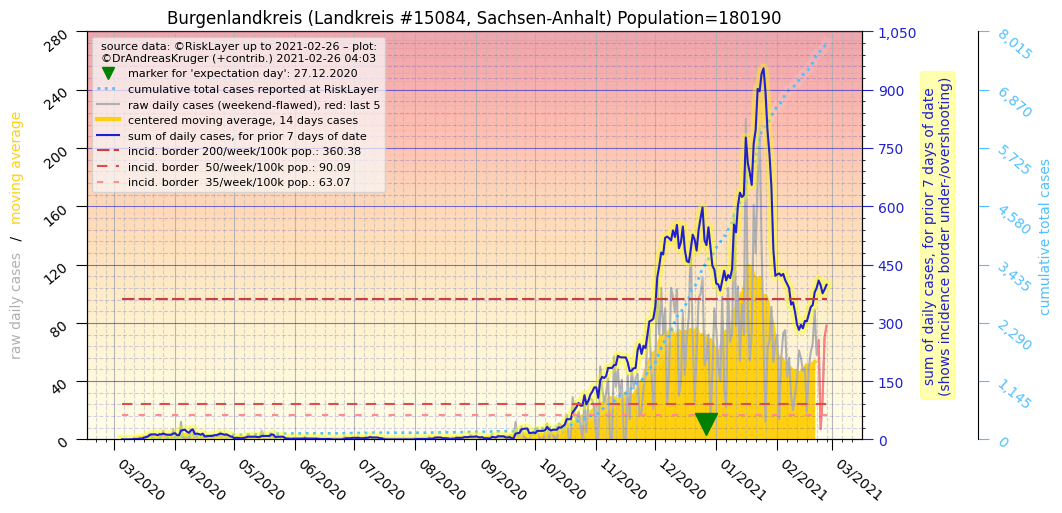 Burgenlandkreis (Landkreis #15084, Sachsen-Anhalt) Population=180190
source data: ©RiskLayer up to 2021-02-26 – plot:
©DrAndreasKruger (+contrib.) 2021-02-26 04:03
marker for 'expectation day': 27.12.2020
cumulative total cases reported at RiskLayer
raw daily cases (weekend-flawed), red: last 5
centered moving average, 14 days cases
sum of daily cases, for prior 7 days of date
incid. border 200/week/100k pop.: 360.38
incid. border  50/week/100k pop.: 90.09
incid. border  35/week/100k pop.: 63.07
raw daily cases  /  moving average
280
240
200
160
120
80
40
0
03/2020
04/2020
05/2020
06/2020
07/2020
08/2020
09/2020
10/2020
11/2020
12/2020
01/2021
02/2021
03/2021
1,050
900
750
600
450
300
150
0
sum of daily cases, for prior 7 days of date
(shows incidence border under-/overshooting)
8,015
6,870
5,725
4,580
3,435
2,290
1,145
0
cumulative total cases